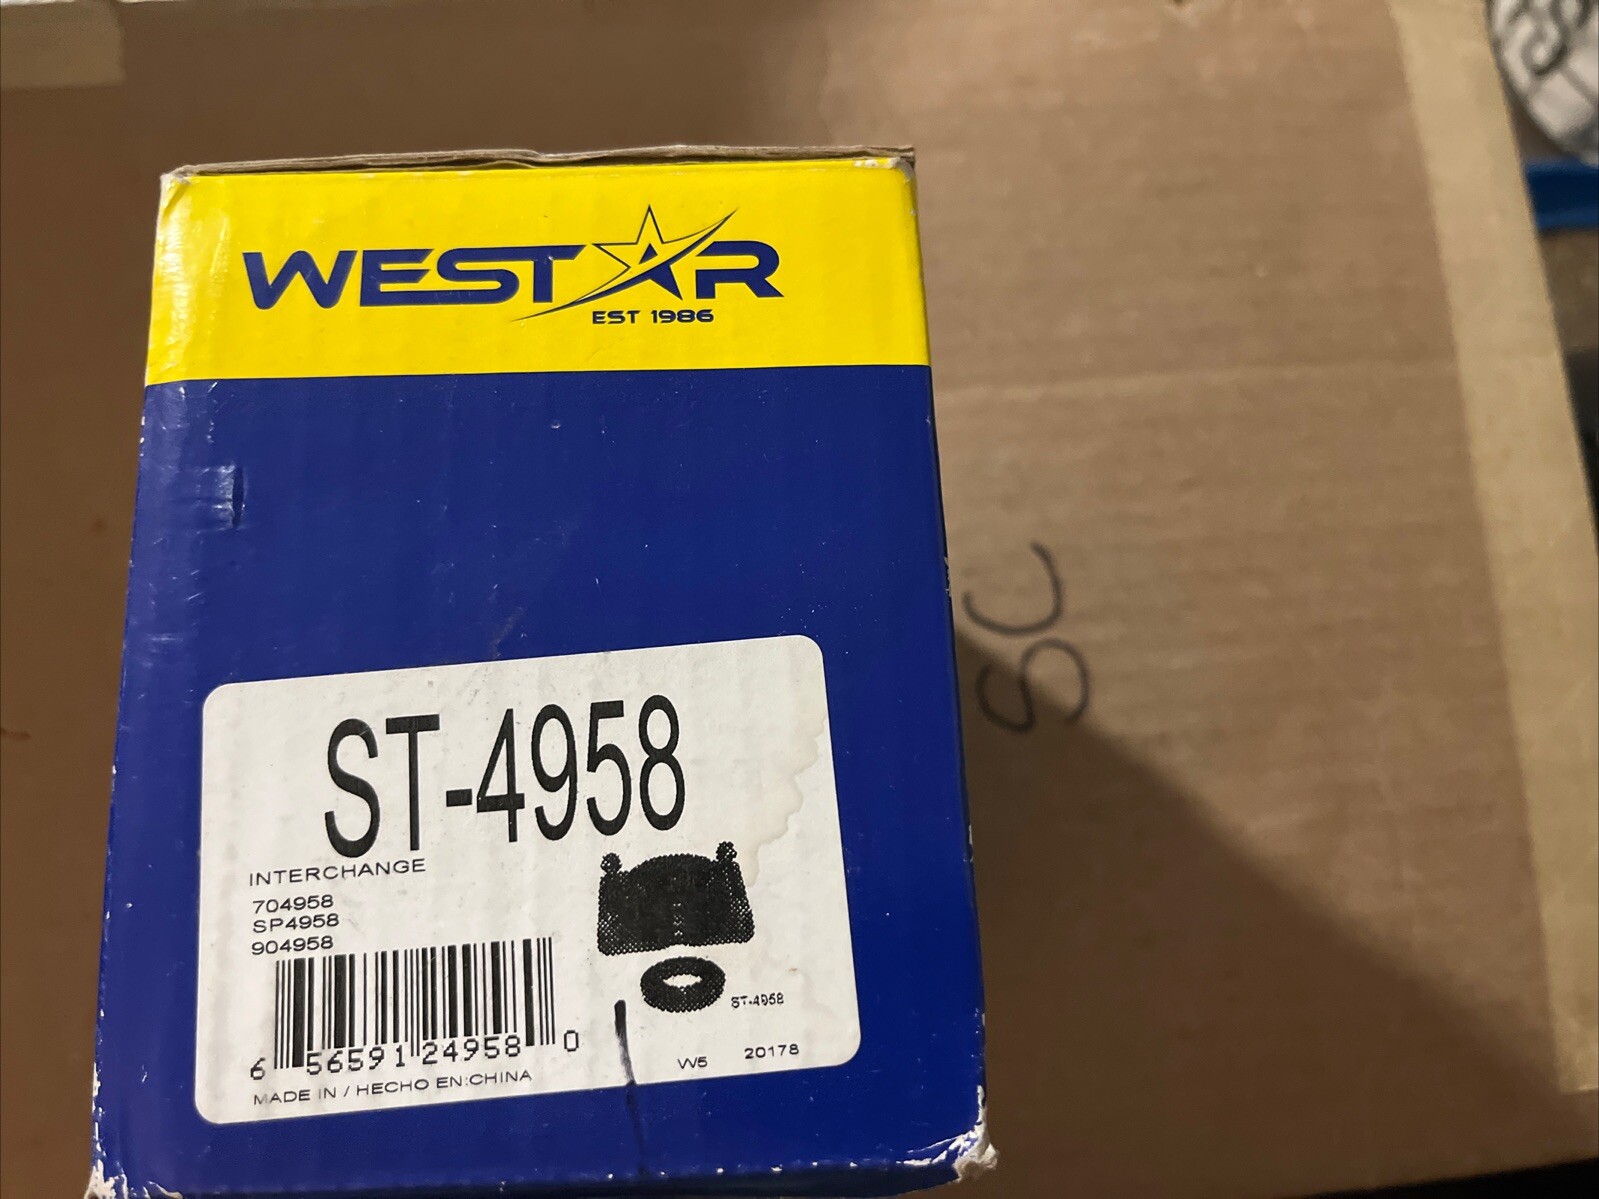 WESTAR
EST 1986
ST-4958
INTERCHANGE
704958
SP4958
904958
6 56591 24958 0
MADE IN / HECHO EN:CHINA
ST-4958
W5 20178
SC